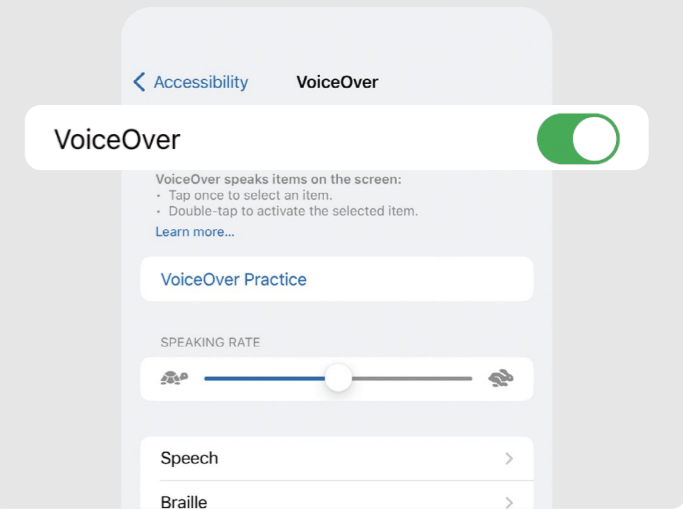 Accessibility VoiceOver
VoiceOver
VoiceOver speaks items on the screen:
• Tap once to select an item.
• Double-tap to activate the selected item.
Learn more...
VoiceOver Practice
SPEAKING RATE
Speech
Braille